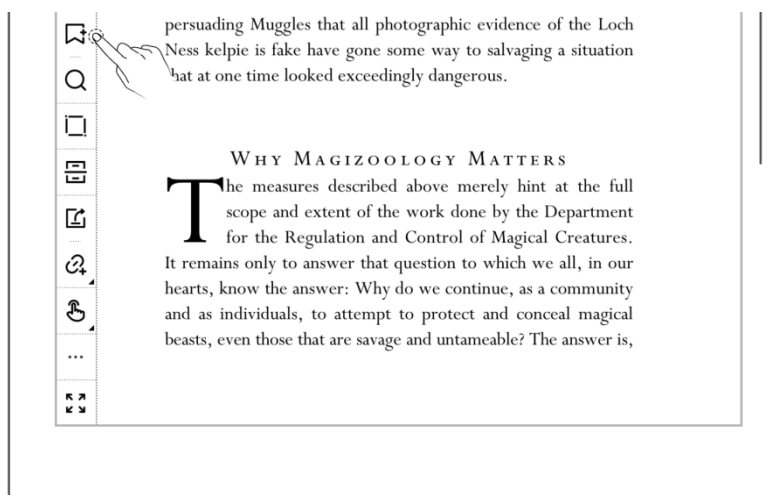 persuading Muggles that all photographic evidence of the Loch
Ness kelpie is fake have gone some way to salvaging a situation
hat at one time looked exceedingly dangerous.
WHY MAGIZOOLOGY MATTERS
The measures described above merely hint at the full
scope and extent of the work done by the Department
for the Regulation and Control of Magical Creatures.
It remains only to answer that question to which we all, in our
hearts, know the answer: Why do we continue, as a community
and as individuals, to attempt to protect and conceal magical
beasts, even those that are savage and untameable? The answer is,